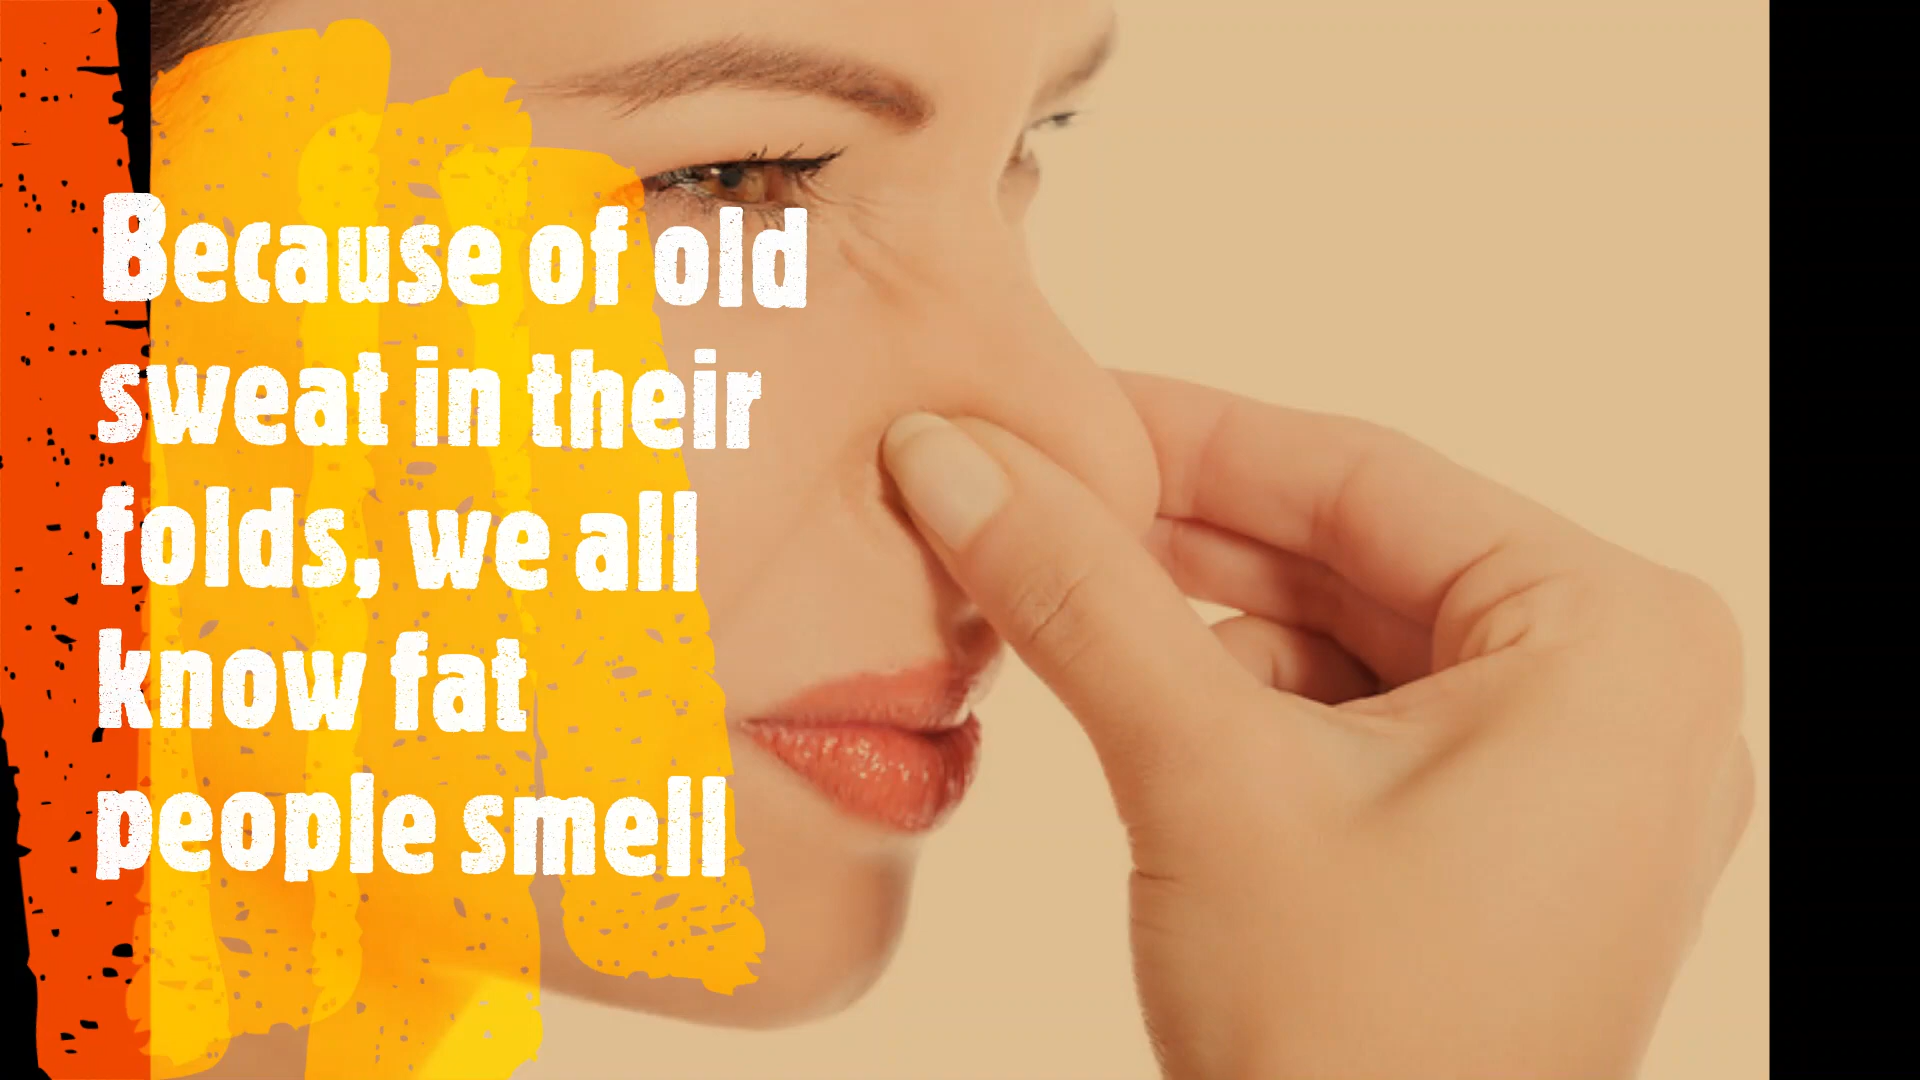 Because of old
sweat in their
folds, we all
know fat
people smell